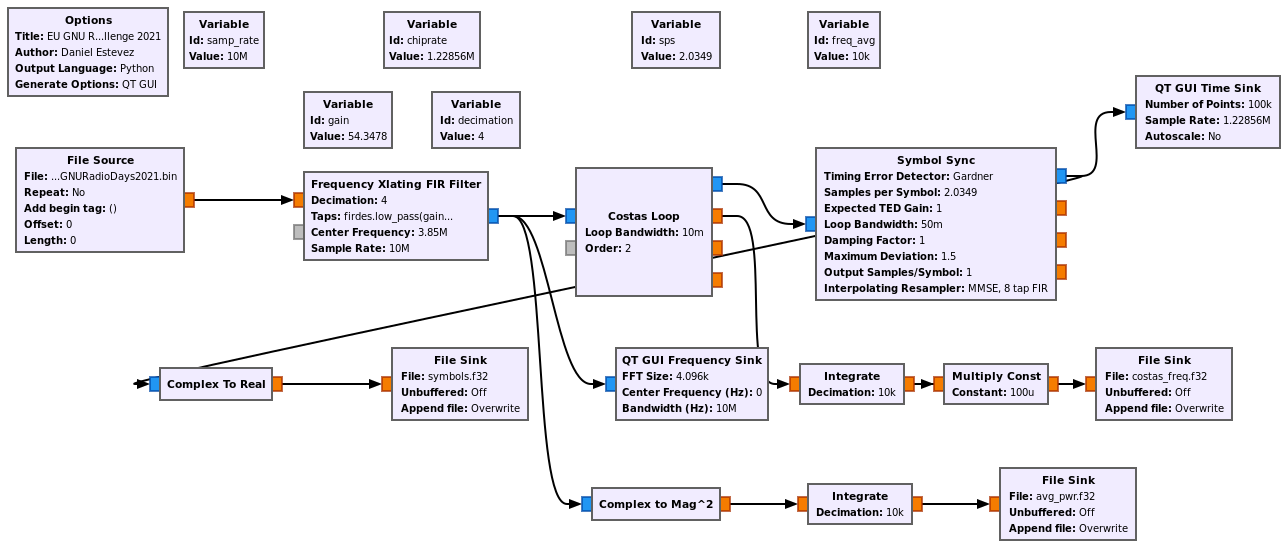 Options
Title: EU GNU R...llenge 2021
Author: Daniel Estevez
Output Language: Python
Generate Options: QT GUI
Variable
Id: samp_rate
Value: 10M
Variable
Id: chiprate
Value: 1.22856M
Variable
Id: sps
Value: 2.0349
Variable
Id: freq_avg
Value: 10k
Variable
Id: gain
Value: 54.3478
Variable
Id: decimation
Value: 4
QT GUI Time Sink
Number of Points: 100k
Sample Rate: 1.22856M
Autoscale: No
File Source
File: ...GNURadioDays2021.bin
Repeat: No
Add begin tag: ()
Offset: 0
Length: 0
Frequency Xlating FIR Filter
Decimation: 4
Taps: firdes.low_pass(gain...
Center Frequency: 3.85M
Sample Rate: 10M
Costas Loop
Loop Bandwidth: 10m
Order: 2
Symbol Sync
Timing Error Detector: Gardner
Samples per Symbol: 2.0349
Expected TED Gain: 1
Loop Bandwidth: 50m
Damping Factor: 1
Maximum Deviation: 1.5
Output Samples/Symbol: 1
Interpolating Resampler: MMSE, 8 tap FIR
Complex To Real
File Sink
File: symbols.f32
Unbuffered: Off
Append file: Overwrite
QT GUI Frequency Sink
FFT Size: 4.096k
Center Frequency (Hz): 0
Bandwidth (Hz): 10M
Integrate
Decimation: 10k
Multiply Const
Constant: 100u
File Sink
File: costas_freq.f32
Unbuffered: Off
Append file: Overwrite
Complex to Mag^2
Integrate
Decimation: 10k
File Sink
File: avg_pwr.f32
Unbuffered: Off
Append file: Overwrite